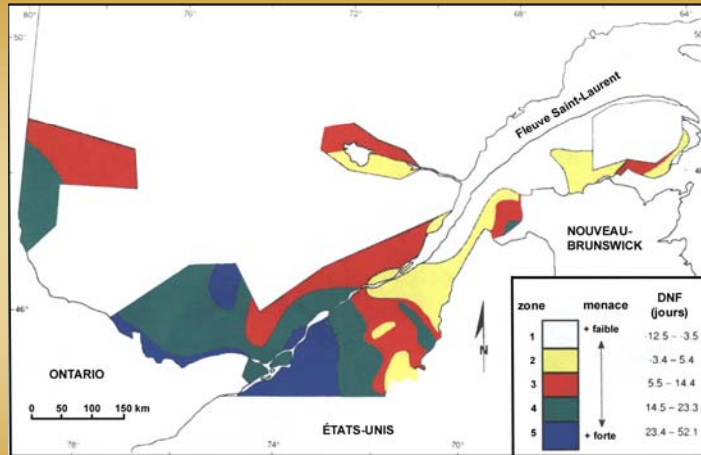 80°
76°
72°
68°
64°
50°
50
Fleuve Saint-Laurent
48
NOUVEAU-
BRUNSWICK
46°
N
ONTARIO
0 50 100 150 km
ÉTATS-UNIS
78°
74°
70°
zone menace DNF
(jours)
1 + faible -12.5 – -3.5
2 -3.4 – 5.4
3 5.5 – 14.4
4 14.5 – 23.3
5 + forte 23.4 – 52.1